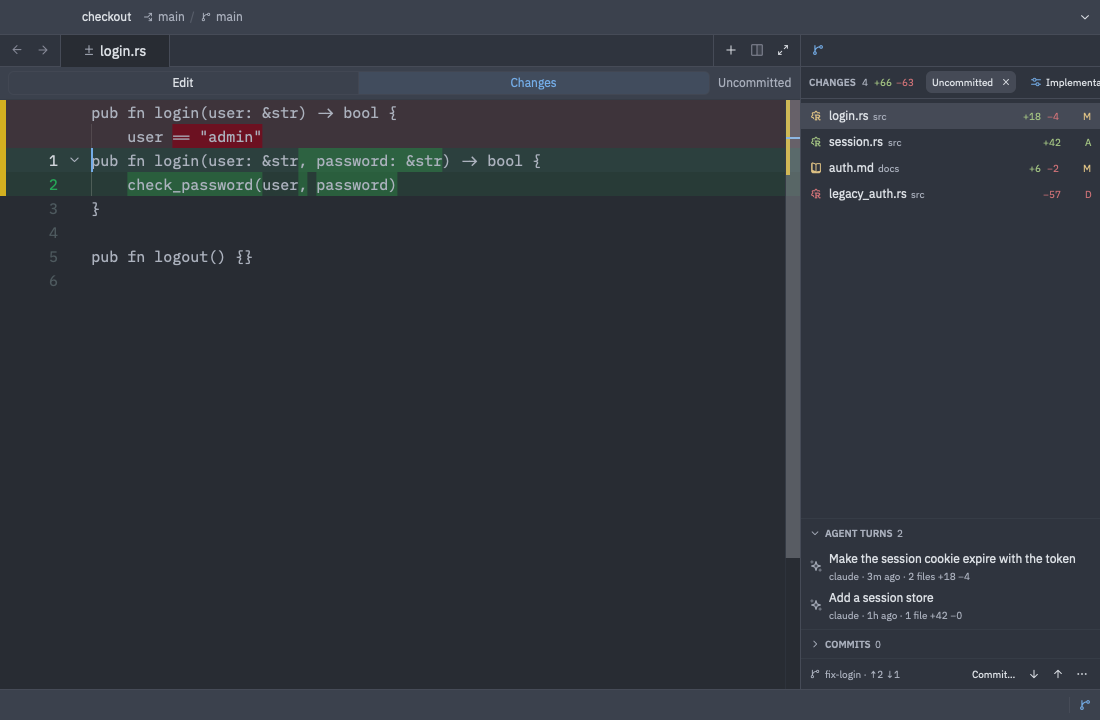 checkout main / main
± login.rs
Edit Changes Uncommitted
CHANGES 4 +66 −63 Uncommitted × Implementa
pub fn login(user: &str) -> bool {
user == "admin"
1 pub fn login(user: &str, password: &str) -> bool {
2 check_password(user, password)
3 }
4
5 pub fn logout() {}
6
login.rs src +18 −4 M
session.rs src +42 A
auth.md docs +6 −2 M
legacy_auth.rs src −57 D
AGENT TURNS 2
Make the session cookie expire with the token
claude · 3m ago · 2 files +18 −4
Add a session store
claude · 1h ago · 1 file +42 −0
COMMITS 0
fix-login · ↑2 ↓1 Commit... ↓ ↑ ···